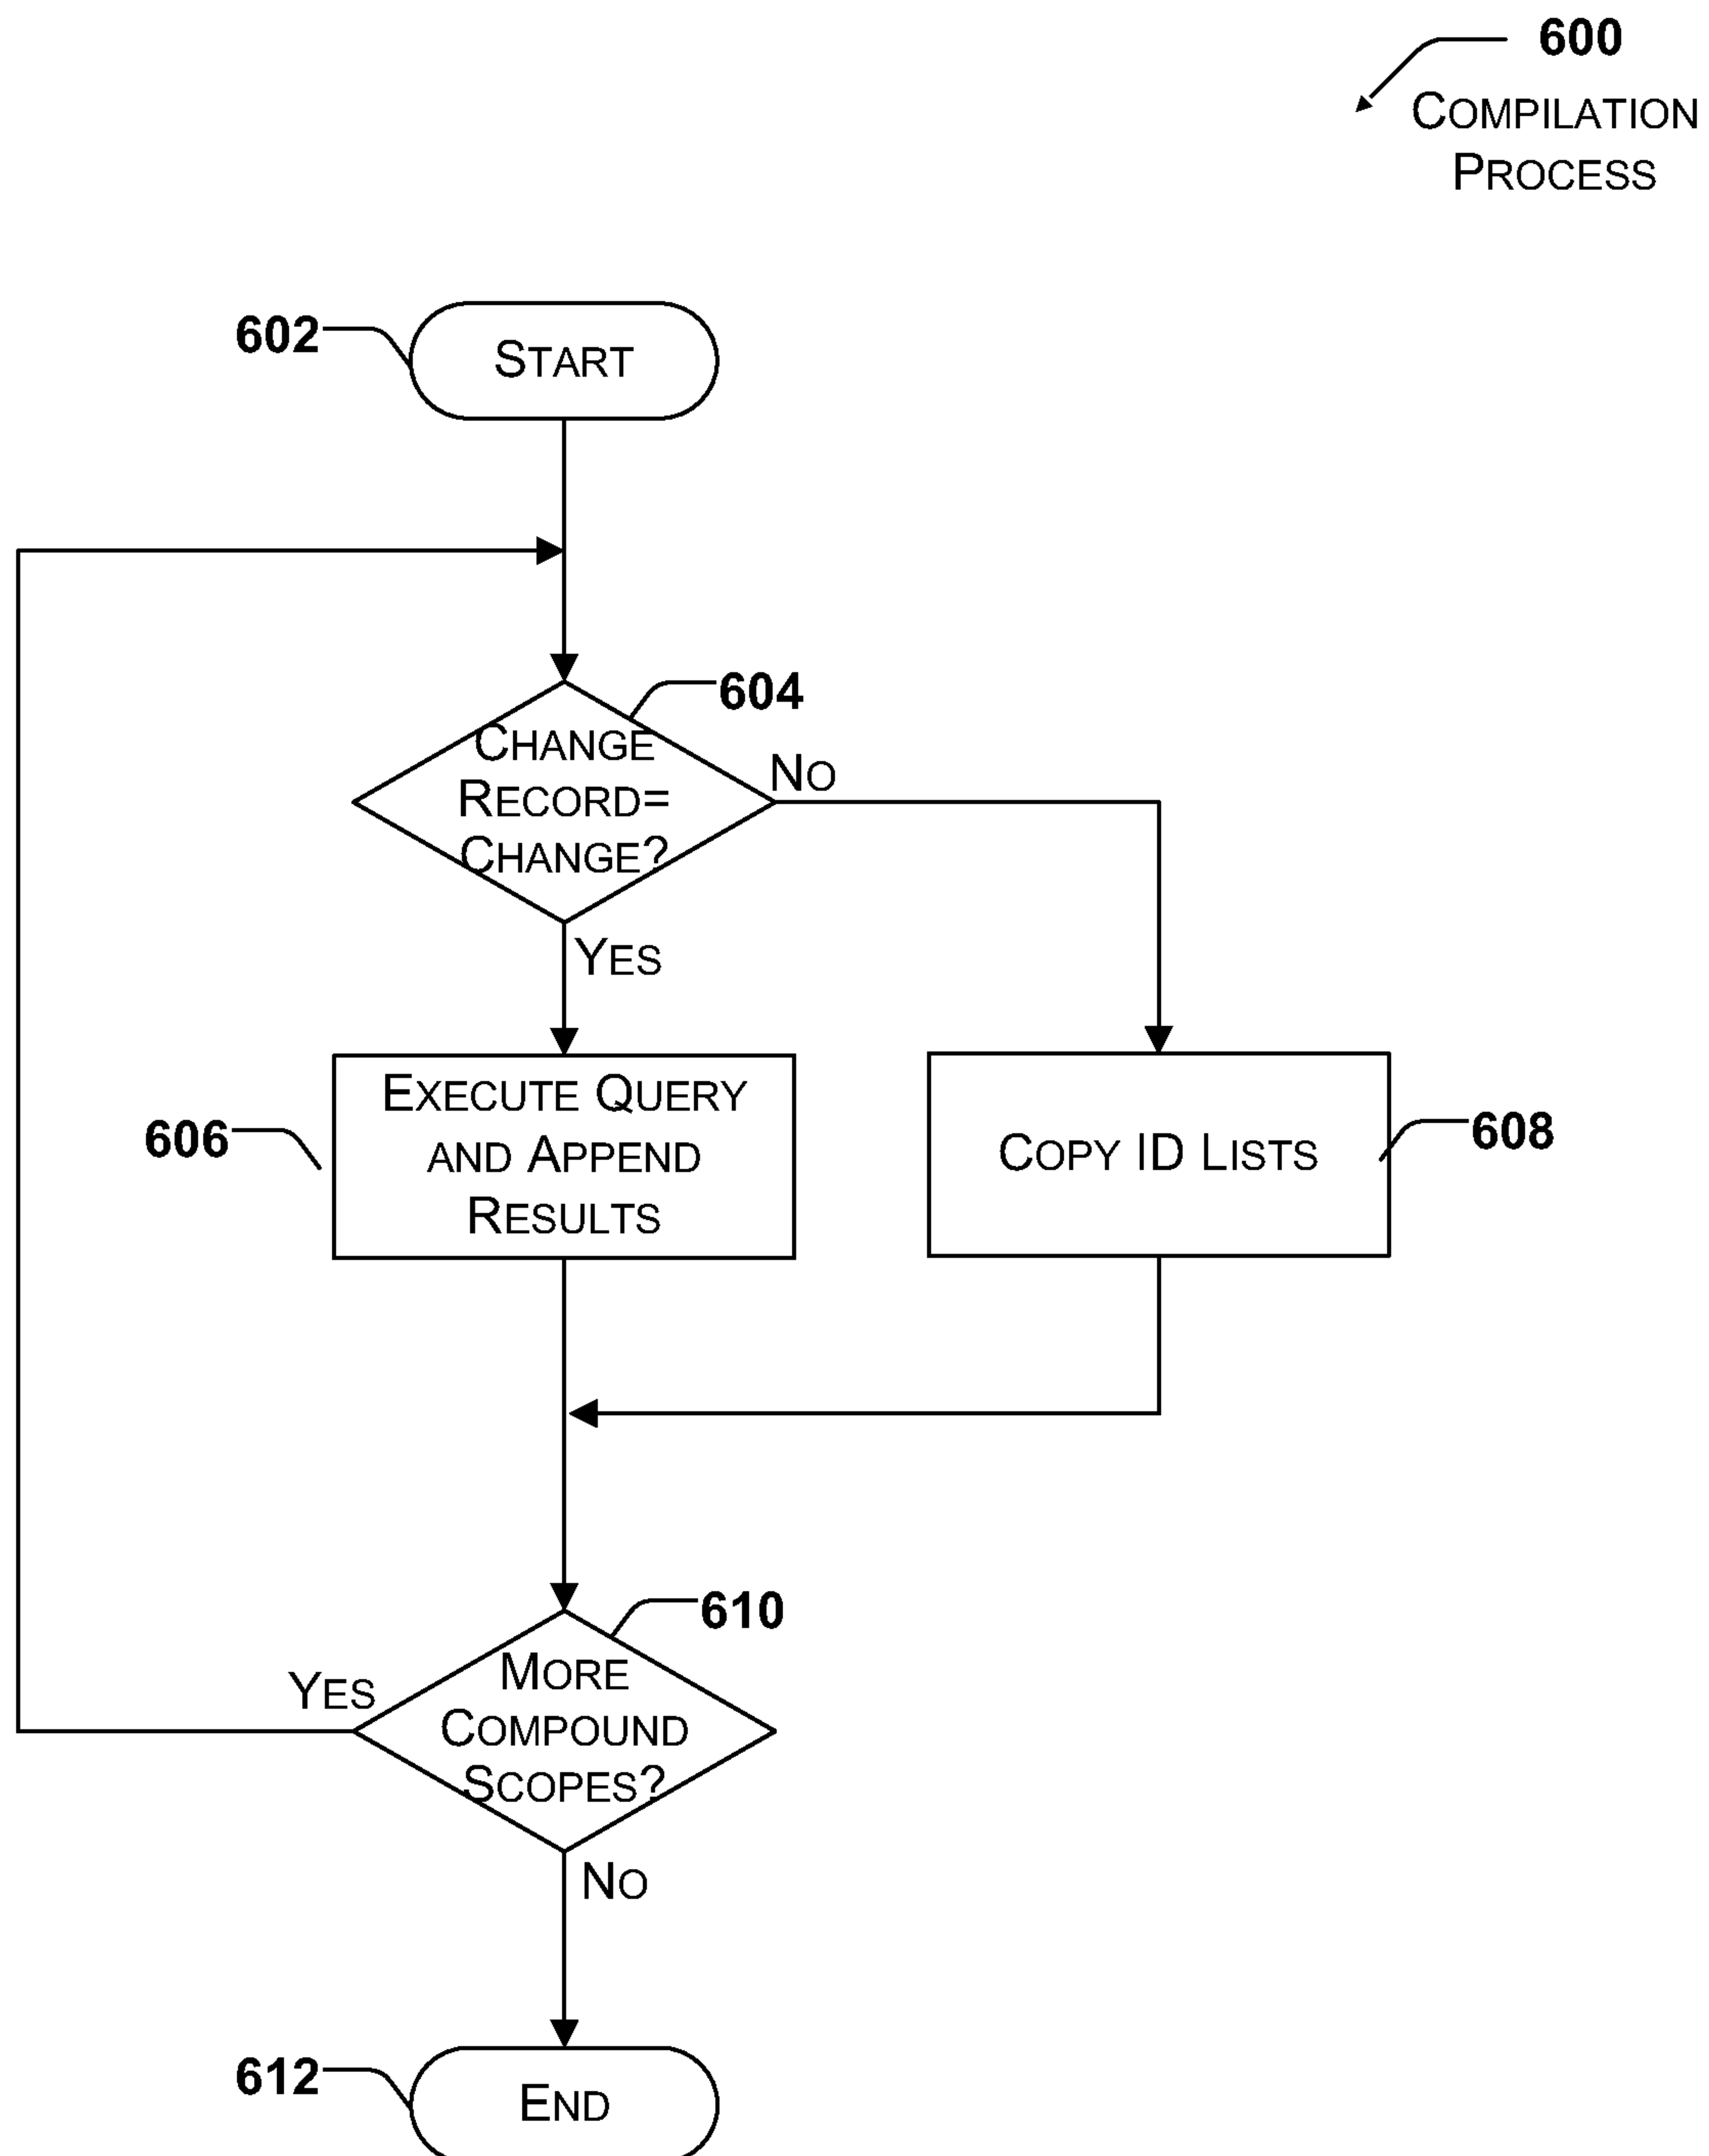 600
COMPILATION
PROCESS
602
START
604
CHANGE
RECORD=
CHANGE?
NO
YES
606
EXECUTE QUERY
AND APPEND
RESULTS
COPY ID LISTS
608
610
MORE
COMPOUND
SCOPES?
YES
NO
612
END